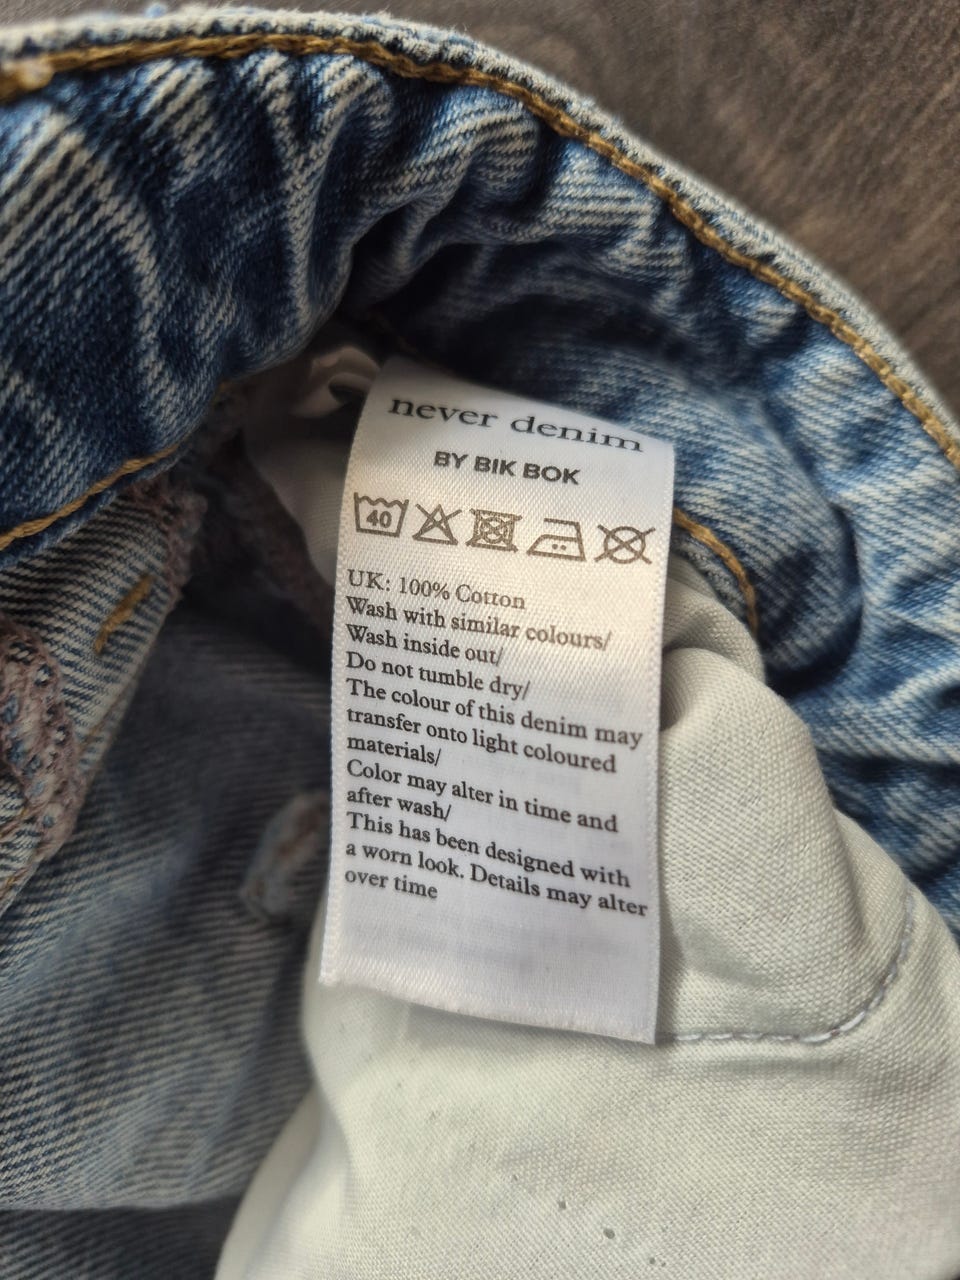 never denim
BY BIK BOK
40
UK: 100% Cotton
Wash with similar colours/
Wash inside out/
Do not tumble dry/
The colour of this denim may
transfer onto light coloured
materials/
Color may alter in time and
after wash/
This has been designed with
a worn look. Details may alter
over time